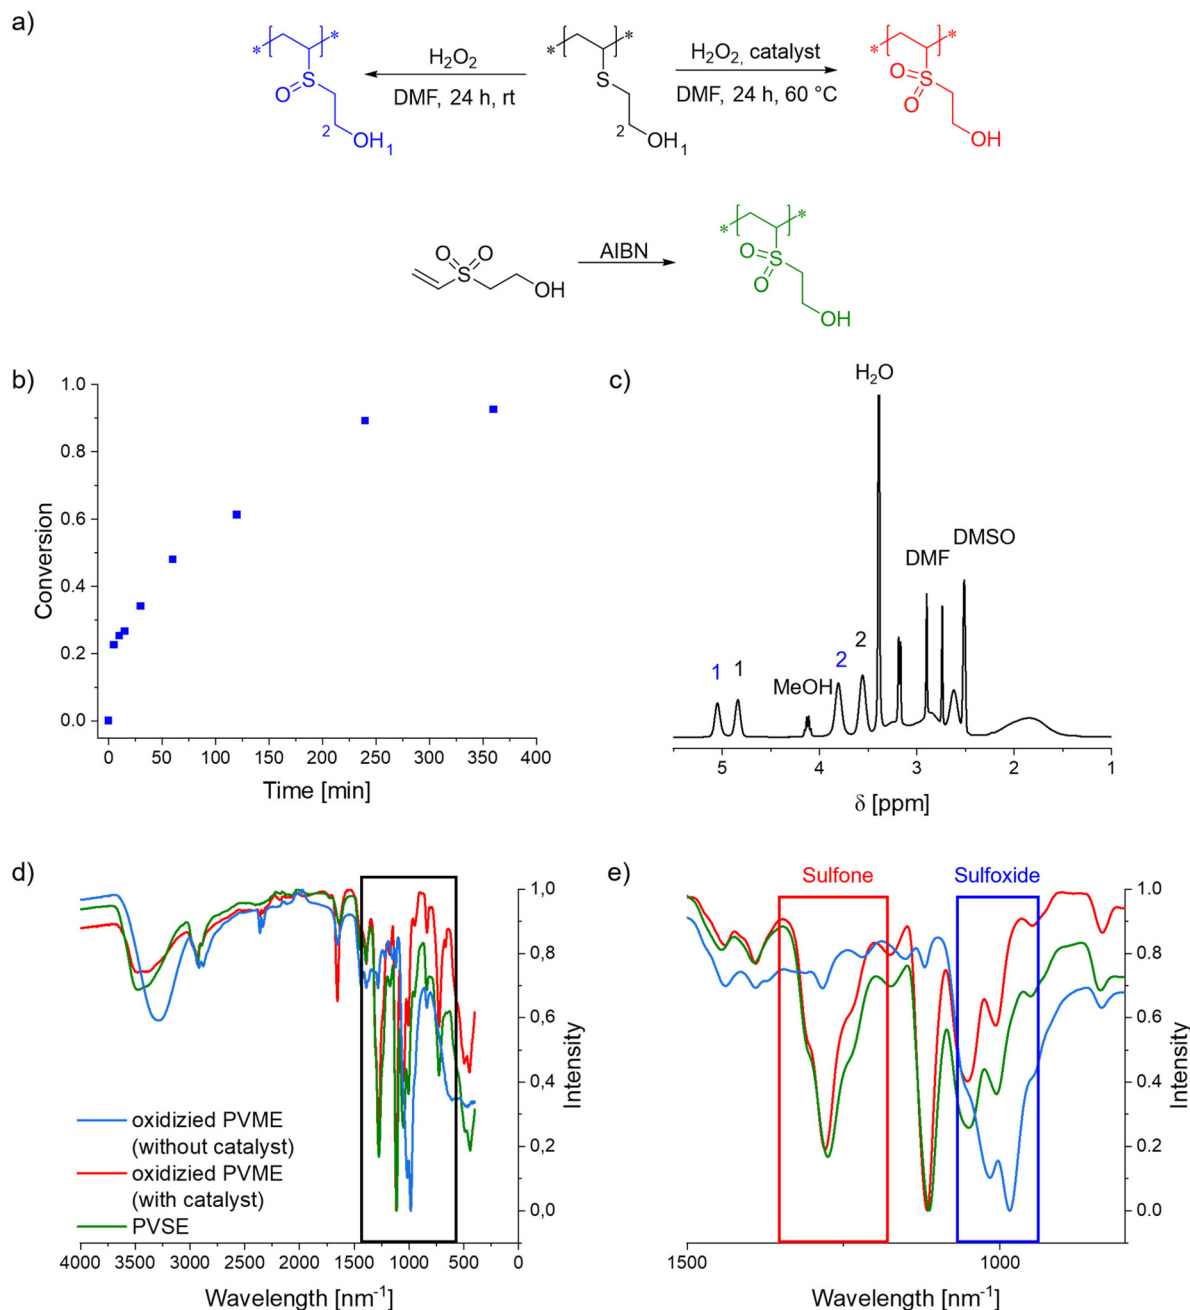 a)
* * * * * *
H₂O₂
DMF, 24 h, rt
H₂O₂, catalyst
DMF, 24 h, 60 °C
S
O
2
OH₁
S
2
OH₁
O
S
O
OH
O O
S
OH
AIBN
* *
O
S
O
OH
b)
1.0
0.8
0.6
0.4
0.2
0.0
Conversion
0 50 100 150 200 250 300 350 400
Time [min]
c)
H₂O
DMF
DMSO
1 1
MeOH
2 2
5 4 3 2 1
δ [ppm]
d)
1,0
0,8
0,6
0,4
0,2
0,0
Intensity
oxidizied PVME
(without catalyst)
oxidizied PVME
(with catalyst)
PVSE
4000 3500 3000 2500 2000 1500 1000 500 0
Wavelength [nm⁻¹]
e)
Sulfone
Sulfoxide
1,0
0,8
0,6
0,4
0,2
0,0
Intensity
1500 1000
Wavelength [nm⁻¹]